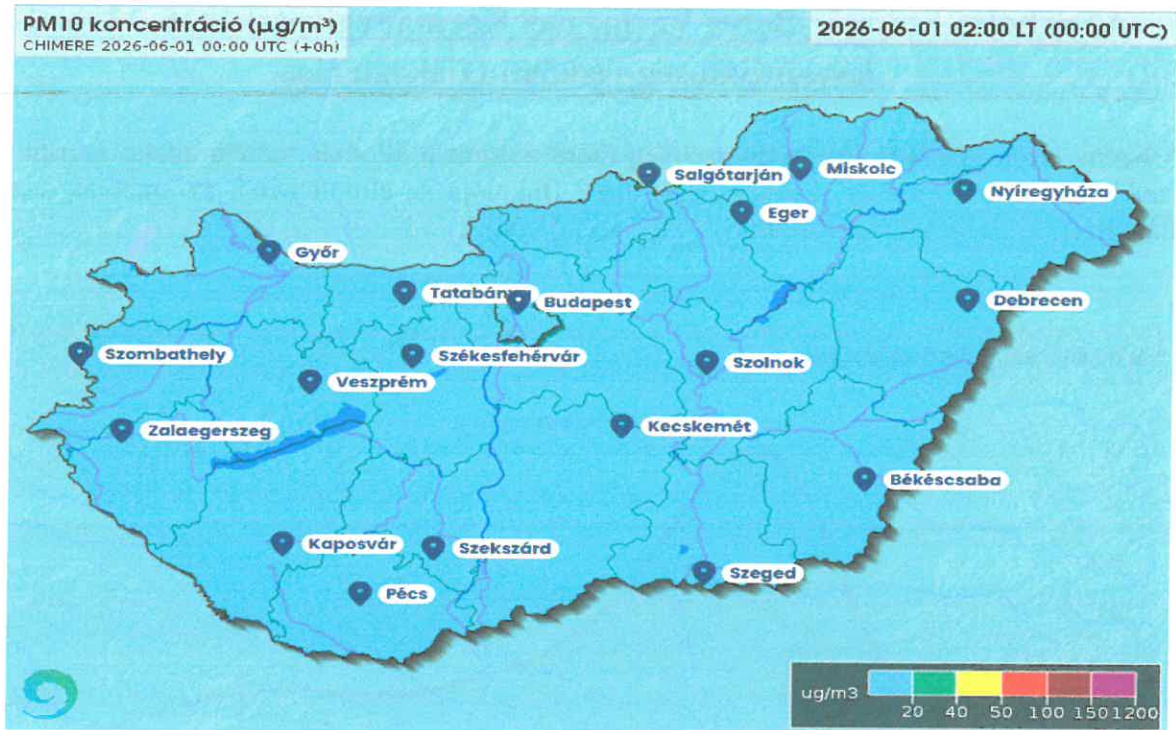 PM10 koncentráció (µg/m³)
CHIMERE 2026-06-01 00:00 UTC (+0h)
2026-06-01 02:00 LT (00:00 UTC)
Salgótarján
Miskolc
Nyíregyháza
Eger
Győr
Tatabánya
Budapest
Debrecen
Szombathely
Székesfehérvár
Szolnok
Veszprém
Zalaegerszeg
Kecskemét
Békéscsaba
Kaposvár
Szekszárd
Szeged
Pécs
ug/m3
20 40 50 100 150 1200